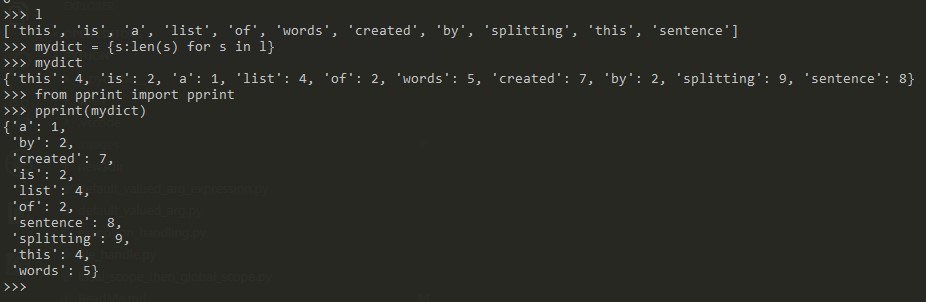 >>> l
['this', 'is', 'a', 'list', 'of', 'words', 'created', 'by', 'splitting', 'this', 'sentence']
>>> mydict = {s:len(s) for s in l}
>>> mydict
{'this': 4, 'is': 2, 'a': 1, 'list': 4, 'of': 2, 'words': 5, 'created': 7, 'by': 2, 'splitting': 9, 'sentence': 8}
>>> from pprint import pprint
>>> pprint(mydict)
{'a': 1,
 'by': 2,
 'created': 7,
 'is': 2,
 'list': 4,
 'of': 2,
 'sentence': 8,
 'splitting': 9,
 'this': 4,
 'words': 5}
>>>